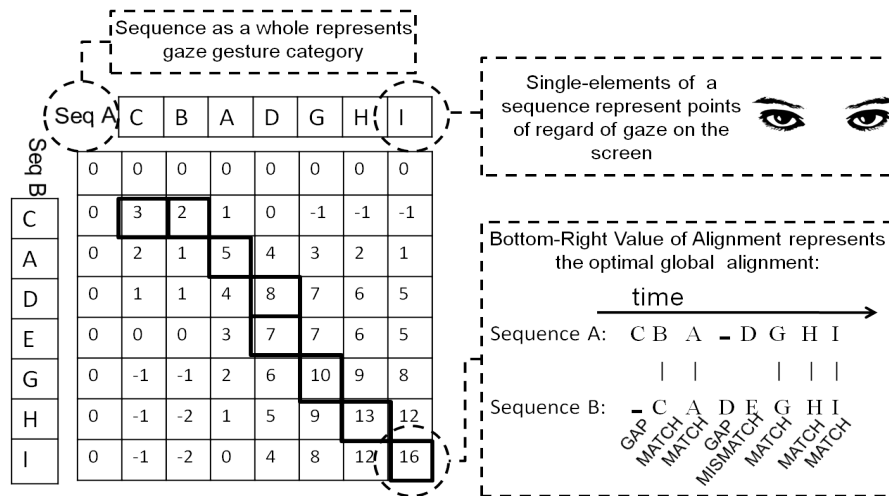 Sequence as a whole represents
gaze gesture category
Single-elements of a
sequence represent points
of regard of gaze on the
screen
Seq A C B A D G H I
Seq B
0 0 0 0 0 0 0 0
C 0 3 2 1 0 -1 -1 -1
A 0 2 1 5 4 3 2 1
D 0 1 1 4 8 7 6 5
E 0 0 0 3 7 7 6 5
G 0 -1 -1 2 6 10 9 8
H 0 -1 -2 1 5 9 13 12
I 0 -1 -2 0 4 8 12 16
Bottom-Right Value of Alignment represents
the optimal global alignment:
time
Sequence A: C B A - D G H I
| | | | |
Sequence B: - C A D E G H I
GAP MATCH MATCH GAP MISMATCH MATCH MATCH MATCH